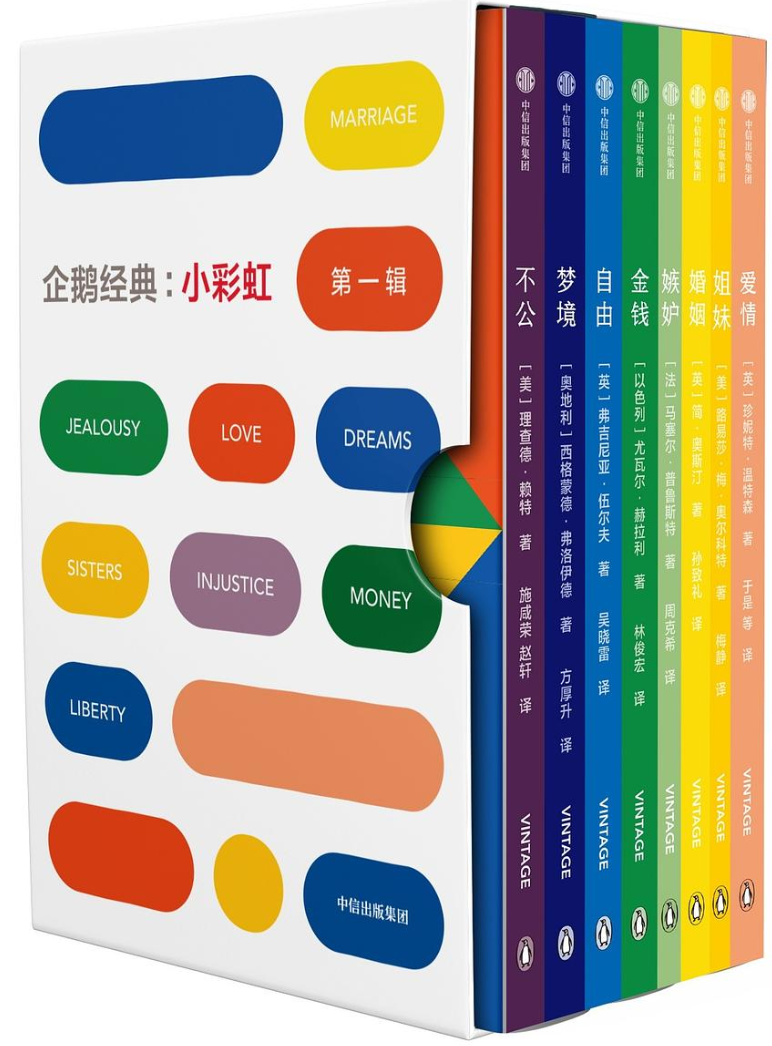 MARRIAGE
企鹅经典:小彩虹
第一辑
JEALOUSY
LOVE
DREAMS
SISTERS
INJUSTICE
MONEY
LIBERTY
中信出版集团
中信出版集团
不公
[美]理查德·赖特 著 施咸荣 赵轩 译
VINTAGE
中信出版集团
梦境
[奥地利]西格蒙德·弗洛伊德 著 方厚升 译
VINTAGE
中信出版集团
自由
[英]弗吉尼亚·伍尔夫 著 吴晓雷 译
VINTAGE
中信出版集团
金钱
[以色列]尤瓦尔·赫拉利 著 林俊宏 译
VINTAGE
中信出版集团
嫉妒
[法]马塞尔·普鲁斯特 著 周克希 译
VINTAGE
中信出版集团
婚姻
[英]简·奥斯汀 著 孙致礼 译
VINTAGE
中信出版集团
姐妹
[美]路易莎·梅·奥尔科特 著 梅静 译
VINTAGE
中信出版集团
爱情
[英]珍妮特·温特森 著 于是 等 译
VINTAGE